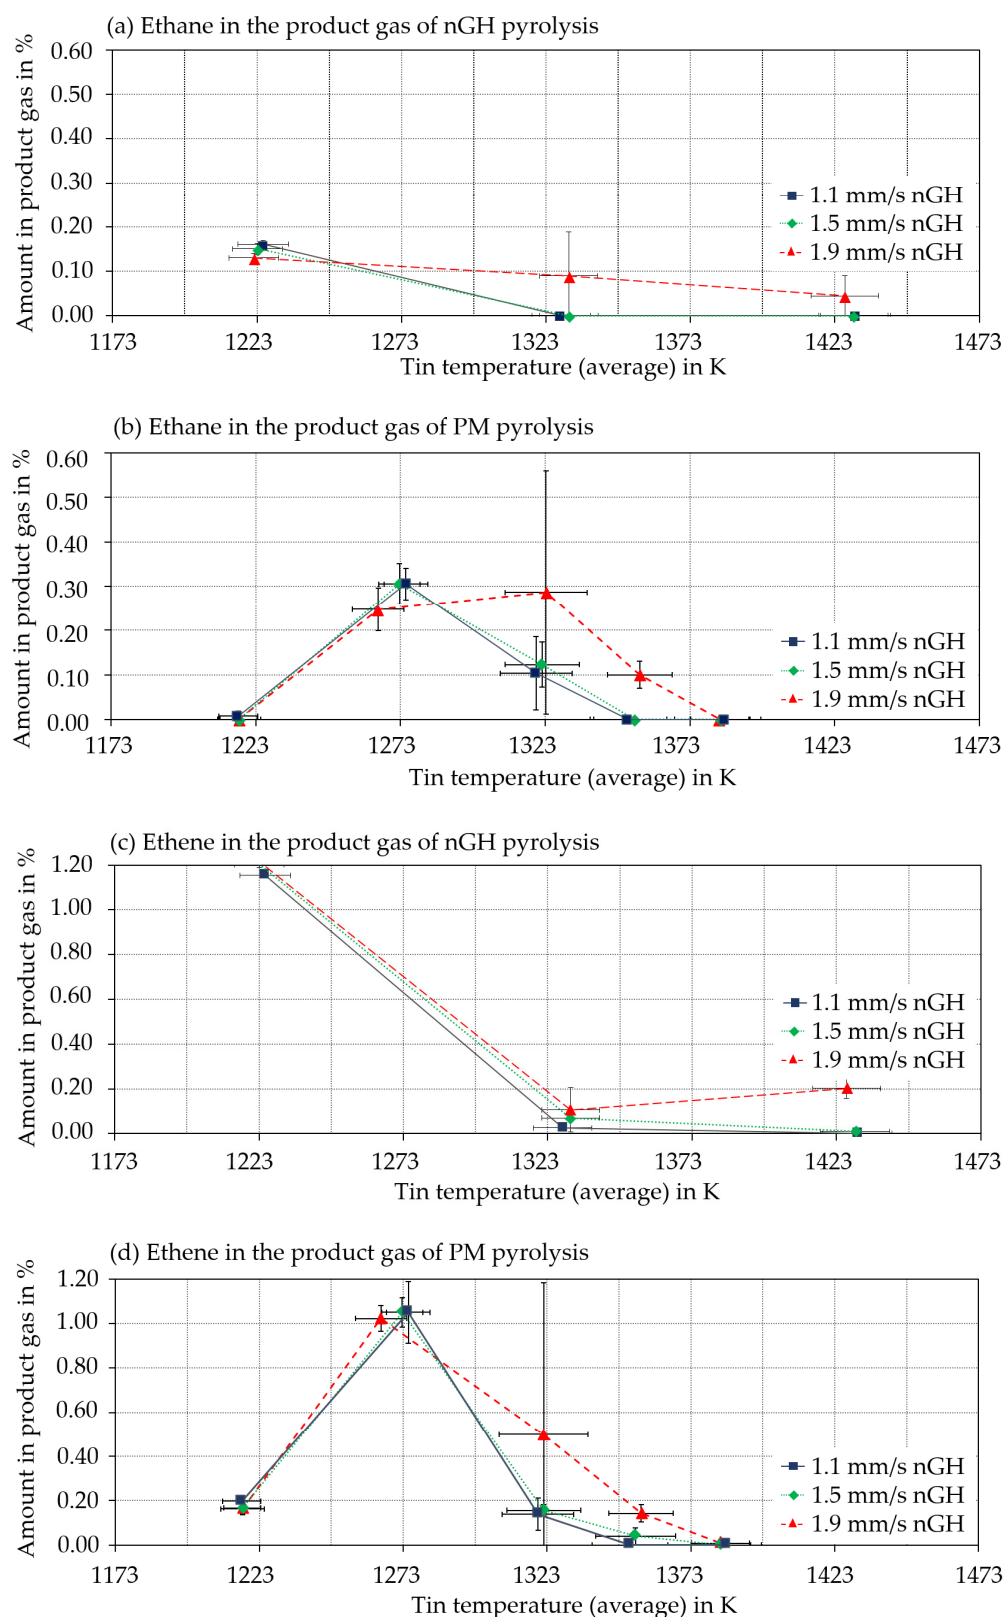 (a) Ethane in the product gas of nGH pyrolysis
Amount in product gas in %
0.60
0.50
0.40
0.30
0.20
0.10
0.00
1.1 mm/s nGH
1.5 mm/s nGH
1.9 mm/s nGH
1173 1223 1273 1323 1373 1423 1473
Tin temperature (average) in K
(b) Ethane in the product gas of PM pyrolysis
Amount in product gas in %
0.60
0.50
0.40
0.30
0.20
0.10
0.00
1.1 mm/s nGH
1.5 mm/s nGH
1.9 mm/s nGH
1173 1223 1273 1323 1373 1423 1473
Tin temperature (average) in K
(c) Ethene in the product gas of nGH pyrolysis
Amount in product gas in %
1.20
1.00
0.80
0.60
0.40
0.20
0.00
1.1 mm/s nGH
1.5 mm/s nGH
1.9 mm/s nGH
1173 1223 1273 1323 1373 1423 1473
Tin temperature (average) in K
(d) Ethene in the product gas of PM pyrolysis
Amount in product gas in %
1.20
1.00
0.80
0.60
0.40
0.20
0.00
1.1 mm/s nGH
1.5 mm/s nGH
1.9 mm/s nGH
1173 1223 1273 1323 1373 1423 1473
Tin temperature (average) in K